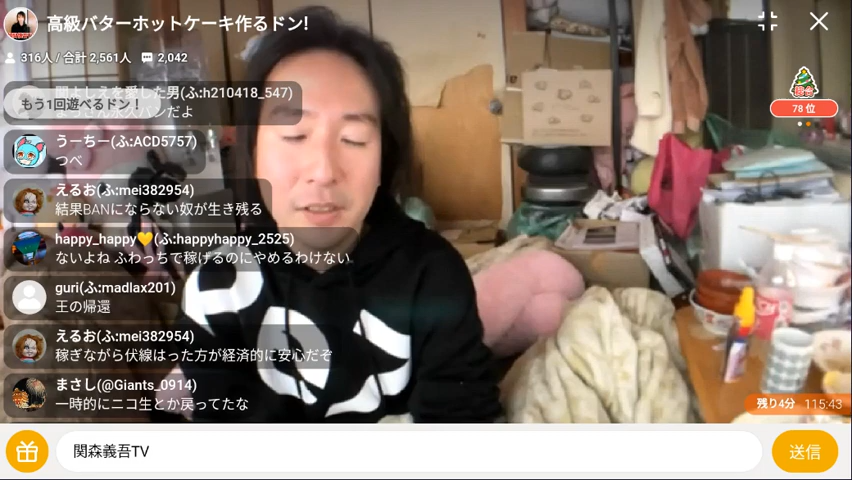 高級バターホットケーキ作るドン!
316人 / 合計 2,561人 2,042
関よしえを愛した男(ふ:h210418_547)
もう1回遊べるドン!
うーちー(ふ:ACD5757)
つべ
えるお(ふ:mei382954)
結果BANにならない奴が生き残る
happy_happy💛(ふ:happyhappy_2525)
ないよね ふわっちで稼げるのにやめるわけない
guri(ふ:madlax201)
王の帰還
えるお(ふ:mei382954)
稼ぎながら伏線はった方が経済的に安心だぞ
まさし(@Giants_0914)
一時的にニコ生とか戻ってたな
総合
78 位
残り4分 115:43
関森義吾TV
送信